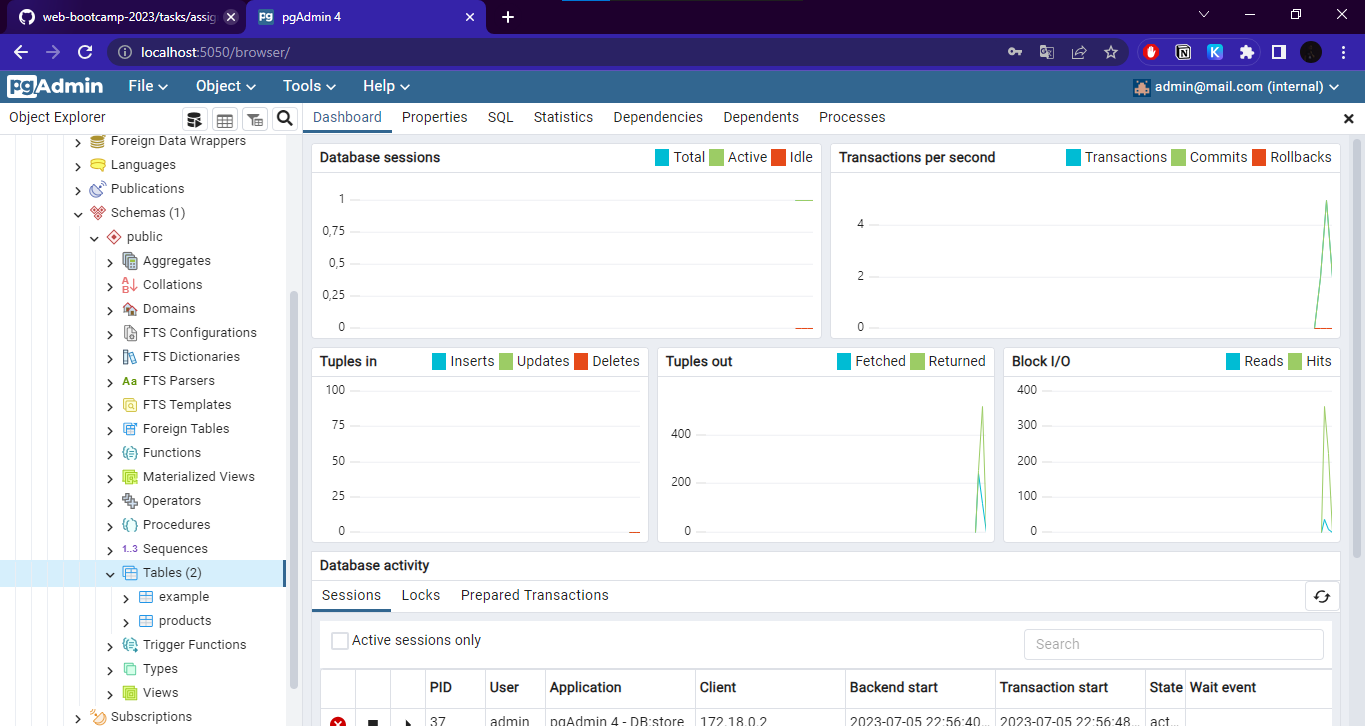 web-bootcamp-2023/tasks/assig
pgAdmin 4
localhost:5050/browser/
pgAdmin File Object Tools Help admin@mail.com (internal)
Object Explorer
Dashboard Properties SQL Statistics Dependencies Dependents Processes
Foreign Data Wrappers
Languages
Publications
Schemas (1)
public
Aggregates
Collations
Domains
FTS Configurations
FTS Dictionaries
Aa FTS Parsers
FTS Templates
Foreign Tables
Functions
Materialized Views
Operators
Procedures
1..3 Sequences
Tables (2)
example
products
Trigger Functions
Types
Views
Subscriptions
Database sessions Total Active Idle
1
0,75
0,5
0,25
0
Transactions per second Transactions Commits Rollbacks
4
2
0
Tuples in Inserts Updates Deletes
100
75
50
25
0
Tuples out Fetched Returned
400
200
0
Block I/O Reads Hits
400
300
200
100
0
Database activity
Sessions Locks Prepared Transactions
Active sessions only
Search
PID User Application Client Backend start Transaction start State Wait event
37 admin pgAdmin 4 - DB:store 172.18.0.2 2023-07-05 22:56:40... 2023-07-05 22:56:48... act...